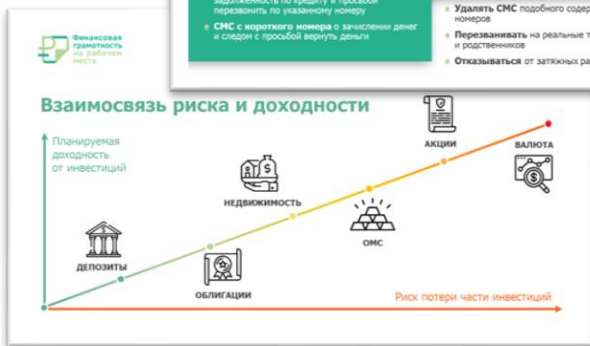 задолженность по кредиту и просьбой
перезвонить по указанному номеру
СМС с короткого номера о зачислении денег
и следом с просьбой вернуть деньги
Удалять СМС подобного
номеров
Перезванивать на реальные
и родственников
Отказываться от затяжных
Финансовая
грамотность
на рабочем
месте
Взаимосвязь риска и доходности
Планируемая
доходность
от инвестиций
АКЦИИ
ВАЛЮТА
НЕДВИЖИМОСТЬ
ОМС
ДЕПОЗИТЫ
ОБЛИГАЦИИ
Риск потери части инвестиций